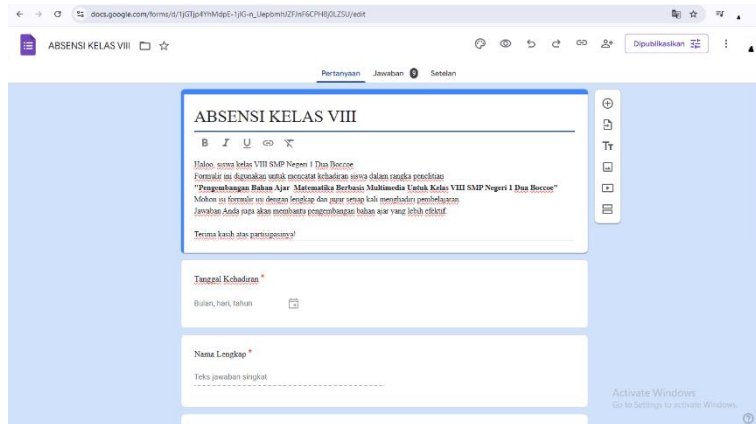 docs.google.com/forms/d/1jGTjp4YhMdpE-1jiG-n_UepbmhJZFJnF6CPH8j0LZSU/edit
ABSENSI KELAS VIII
Dipublikasikan
Pertanyaan Jawaban 9 Setelan
ABSENSI KELAS VIII
B I U
Haloo, siswa kelas VIII SMP Negeri 1 Dua Boccoe
Formulir ini digunakan untuk mencatat kehadiran siswa dalam rangka penelitian
"Pengembangan Bahan Ajar Matematika Berbasis Multimedia Untuk Kelas VIII SMP Negeri 1 Dua Boccoe"
Mohon isi formulir ini dengan lengkap dan jujur setiap kali menghadiri pembelajaran.
Jawaban Anda juga akan membantu pengembangan bahan ajar yang lebih efektif.
Terima kasih atas partisipasinya!
Tanggal Kehadiran *
Bulan, hari, tahun
Nama Lengkap *
Teks jawaban singkat
Activate Windows
Go to Settings to activate Windows.